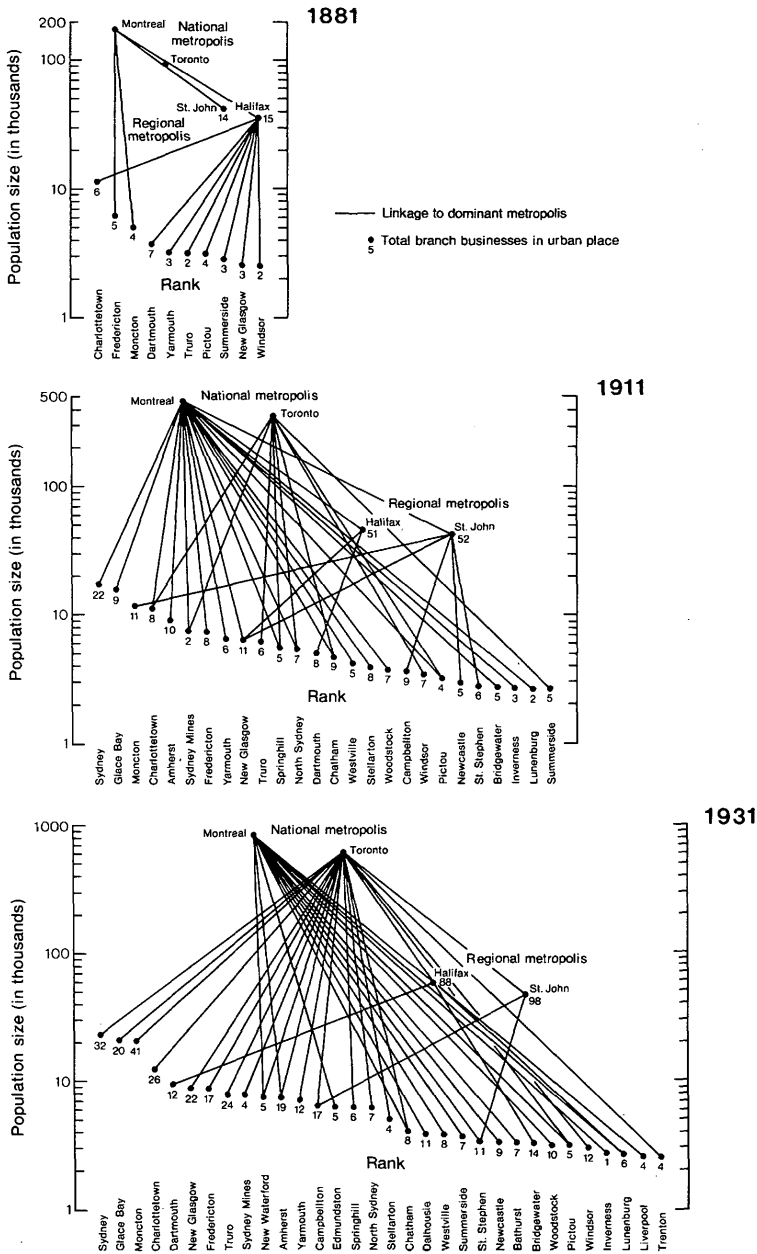 1881
200
100
10
1
Population size (in thousands)
Montreal
National
metropolis
Toronto
St. John
14
Halifax
15
Regional
metropolis
6
5
4
7
3
2
4
3
3
2
Rank
Charlottetown
Fredericton
Moncton
Dartmouth
Yarmouth
Truro
Pictou
Summerside
New Glasgow
Windsor
Linkage to dominant metropolis
5
Total branch businesses in urban place
1911
500
100
10
1
Population size (in thousands)
Montreal
National metropolis
Toronto
Regional metropolis
Halifax
51
St. John
52
22
9
11
8
10
2
8
6
11
6
5
7
8
9
5
8
7
9
7
4
5
6
5
3
2
5
Rank
Sydney
Glace Bay
Moncton
Charlottetown
Amherst
Sydney Mines
Fredericton
Yarmouth
New Glasgow
Truro
Springhill
North Sydney
Dartmouth
Chatham
Westville
Stellarton
Woodstock
Campbellton
Windsor
Pictou
Newcastle
St. Stephen
Bridgewater
Inverness
Lunenburg
Summerside
1931
1000
100
10
1
Population size (in thousands)
Montreal
National metropolis
Toronto
Regional metropolis
Halifax
88
St. John
98
32
20
41
26
12
22
17
24
4
5
19
12
17
5
6
7
4
8
11
8
7
11
9
7
14
10
5
12
1
6
4
4
Rank
Sydney
Glace Bay
Moncton
Charlottetown
Dartmouth
New Glasgow
Fredericton
Truro
Sydney Mines
New Waterford
Amherst
Yarmouth
Campbellton
Edmundston
Springhill
North Sydney
Stellarton
Chatham
Dalhousie
Westville
Summerside
St. Stephen
Newcastle
Bathurst
Bridgewater
Woodstock
Pictou
Windsor
Inverness
Lunenburg
Liverpool
Trenton